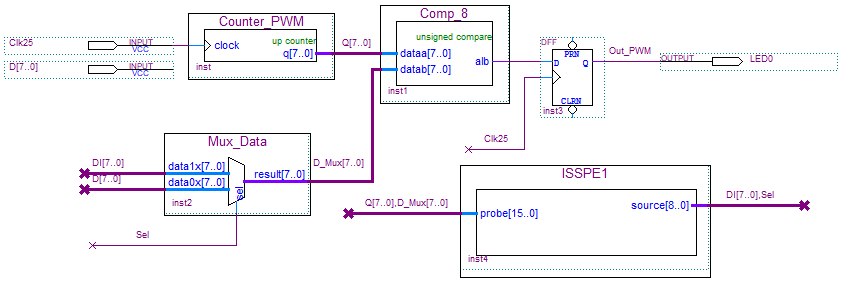 Counter_PWM
Comp_8
Clk25
INPUT
VCC
D[7..0]
INPUT
VCC
clock
up counter
q[7..0]
inst
Q[7..0]
unsigned compare
dataa[7..0]
datab[7..0]
alb
inst1
DFF
PRN
D
Q
CLRN
inst3
Out_PWM
OUTPUT
LED0
Clk25
Mux_Data
DI[7..0]
D[7..0]
data1x[7..0]
data0x[7..0]
sel
result[7..0]
inst2
D_Mux[7..0]
Sel
ISSPE1
Q[7..0],D_Mux[7..0]
probe[15..0]
source[8..0]
inst4
DI[7..0],Sel